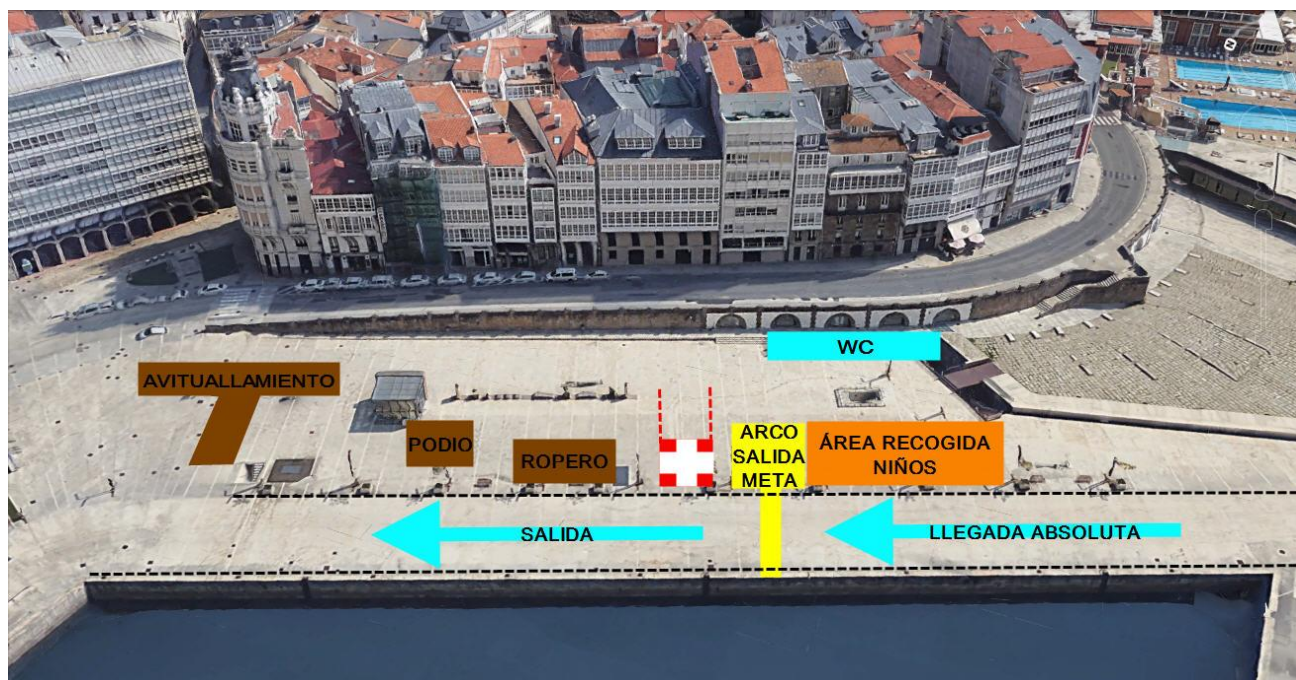 WC
AVITUALLAMIENTO
PODIO
ROPERO
ARCO
SALIDA
META
ÁREA RECOGIDA
NIÑOS
SALIDA
LLEGADA ABSOLUTA